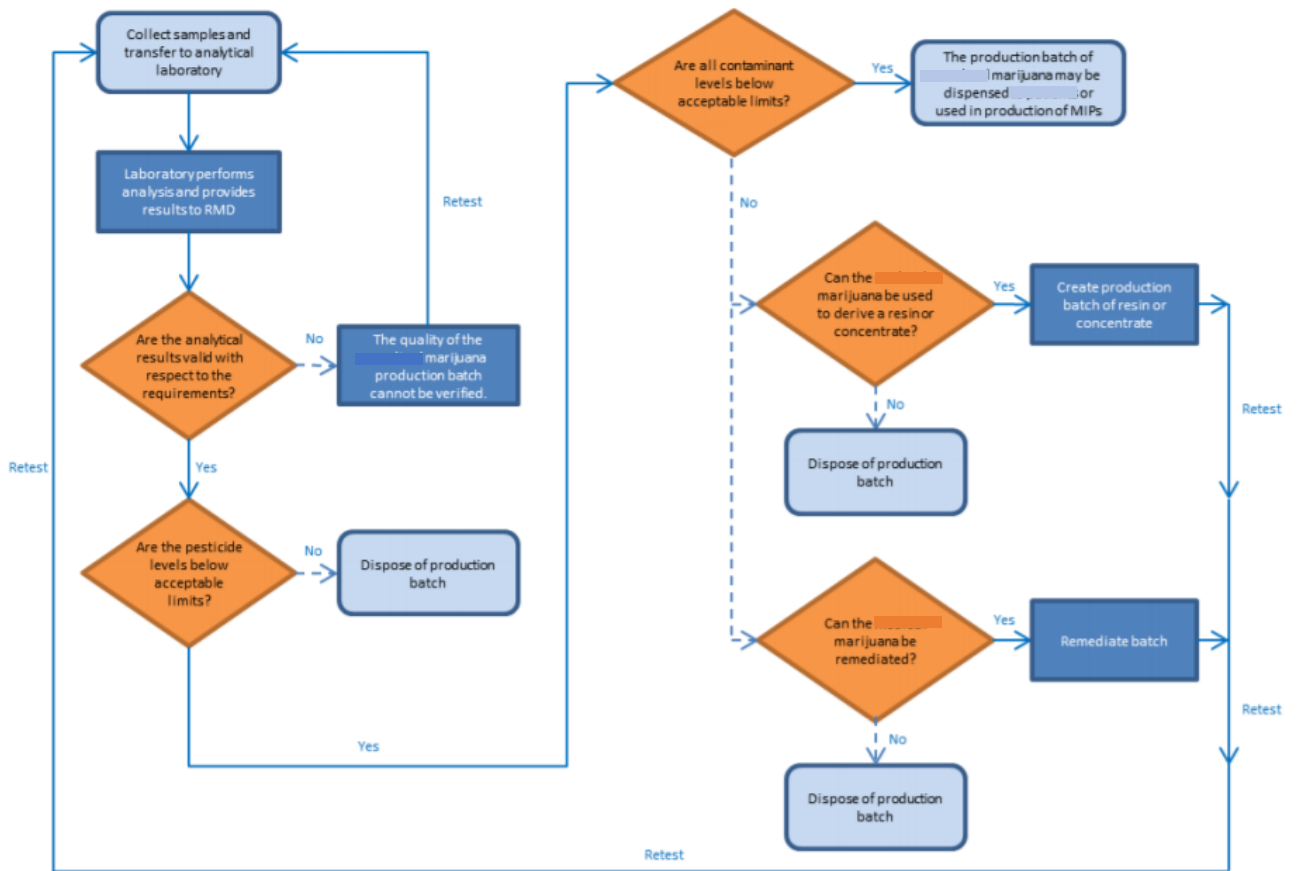 Collect samples and
transfer to analytical
laboratory
Laboratory performs
analysis and provides
results to RMD
Retest
Are the analytical
results valid with
respect to the
requirements?
No
The quality of the
marijuana
production batch
cannot be verified.
Retest
Yes
Are the pesticide
levels below
acceptable
limits?
No
Dispose of production
batch
Yes
Are all contaminant
levels below
acceptable limits?
Yes
The production batch of
marijuana may be
dispensed or
used in production of MIPs
No
Can the
marijuana be used
to derive a resin or
concentrate?
Yes
Create production
batch of resin or
concentrate
No
Retest
Dispose of production
batch
Can the
marijuana be
remediated?
Yes
Remediate batch
No
Retest
Dispose of production
batch
Retest